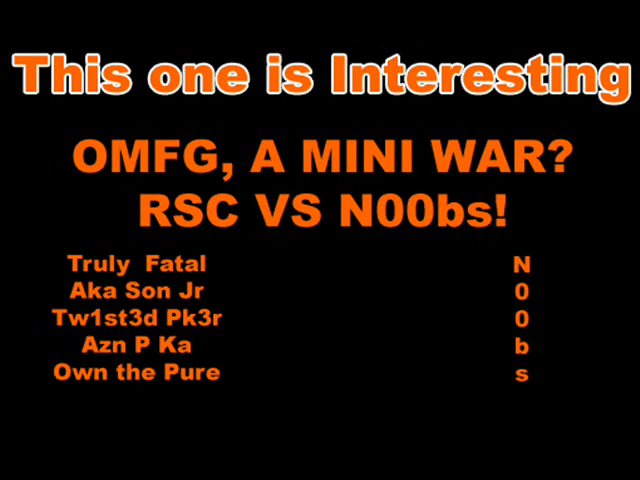 This one is Interesting
OMFG, A MINI WAR?
RSC VS N00bs!
Truly Fatal N
Aka Son Jr 0
Tw1st3d Pk3r 0
Azn P Ka b
Own the Pure s